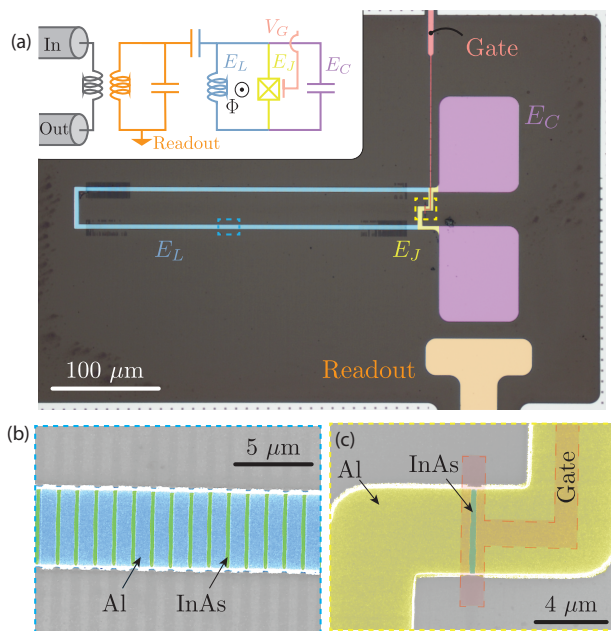 (a)
In
Out
Readout
E_L
Φ
V_G
E_J
E_C
Gate
E_C
E_L
E_J
100 μm
Readout
(b)
5 μm
Al
InAs
(c)
Al
InAs
Gate
4 μm